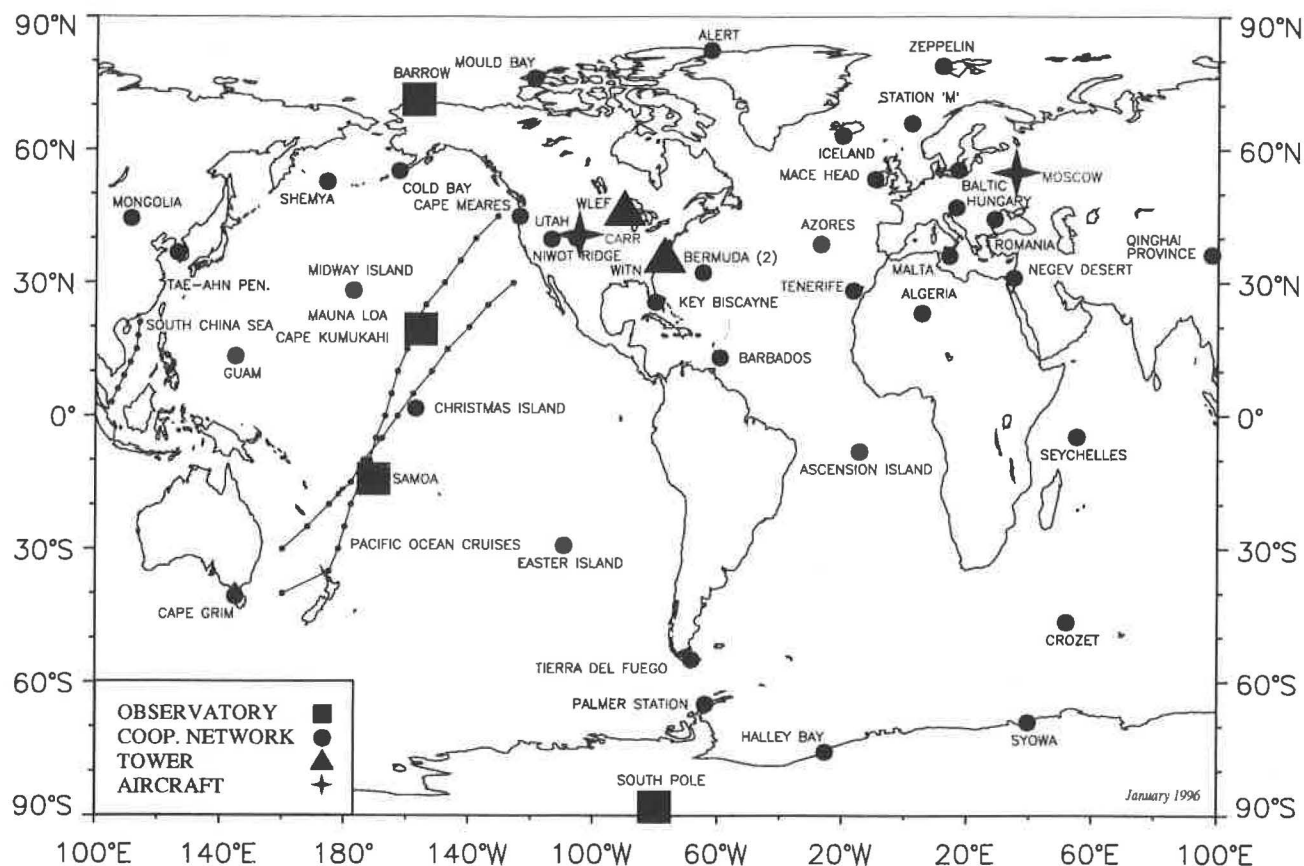 90°N
90°N
ALERT
ZEPPELIN
MOULD BAY
BARROW
STATION 'M'
60°N
60°N
ICELAND
MACE HEAD
MOSCOW
BALTIC
COLD BAY
SHEMYA
CAPE MEARES
WLEF
MONGOLIA
HUNGARY
UTAH
AZORES
CARR
NIWOT RIDGE
ROMANIA
QINGHAI
PROVINCE
BERMUDA (2)
WITN
MALTA
NEGEV DESERT
MIDWAY ISLAND
TAE-AHN PEN.
30°N
TENERIFE
30°N
ALGERIA
KEY BISCAYNE
MAUNA LOA
SOUTH CHINA SEA
CAPE KUMUKAHI
GUAM
BARBADOS
CHRISTMAS ISLAND
0°
0°
SEYCHELLES
ASCENSION ISLAND
SAMOA
30°S
PACIFIC OCEAN CRUISES
30°S
EASTER ISLAND
CAPE GRIM
CROZET
TIERRA DEL FUEGO
60°S
60°S
PALMER STATION
OBSERVATORY
COOP. NETWORK
TOWER
AIRCRAFT
HALLEY BAY
SYOWA
SOUTH POLE
January 1996
90°S
90°S
100°E
140°E
180°
140°W
100°W
60°W
20°W
20°E
60°E
100°E